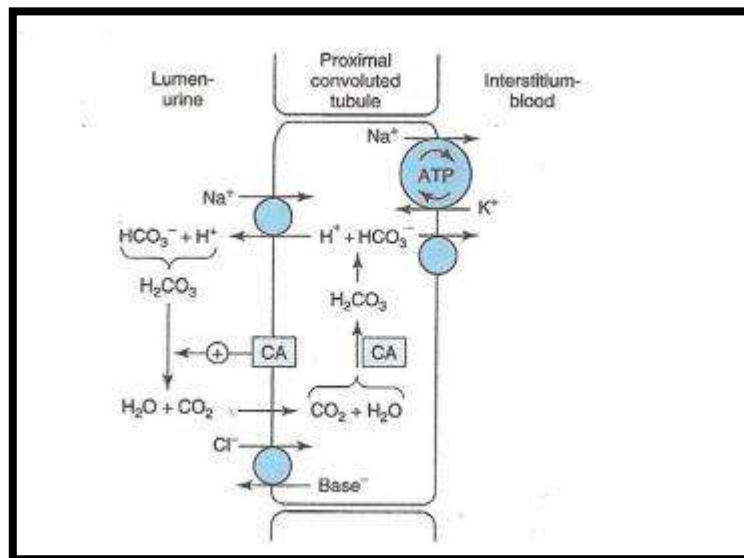 Lumen-
urine
Proximal
convoluted
tubule
Interstitium-
blood
Na⁺
ATP
K⁺
Na⁺
HCO₃⁻ + H⁺
H⁺ + HCO₃⁻
H₂CO₃
H₂CO₃
+
CA
CA
H₂O + CO₂
CO₂ + H₂O
Cl⁻
Base⁻